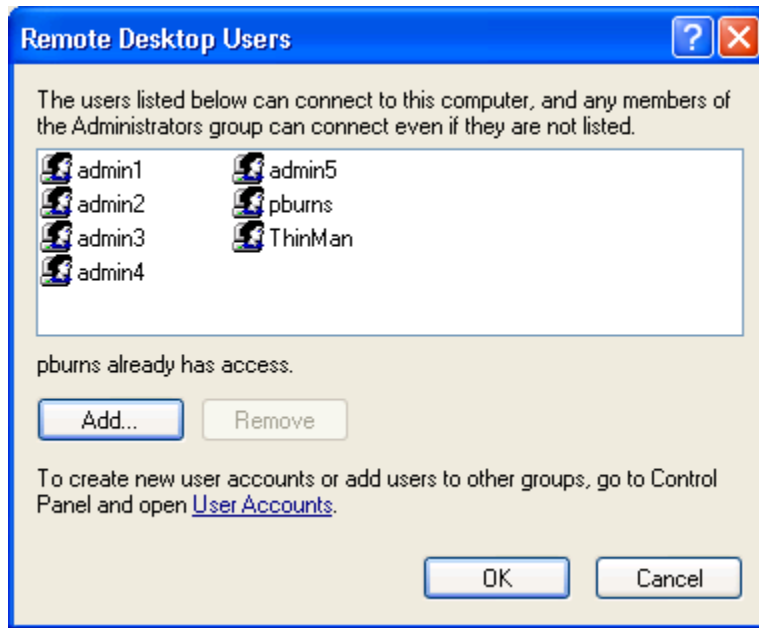 Remote Desktop Users
The users listed below can connect to this computer, and any members of
the Administrators group can connect even if they are not listed.
admin1
admin2
admin3
admin4
admin5
pburns
ThinMan
pburns already has access.
Add...
Remove
To create new user accounts or add users to other groups, go to Control
Panel and open User Accounts.
OK
Cancel